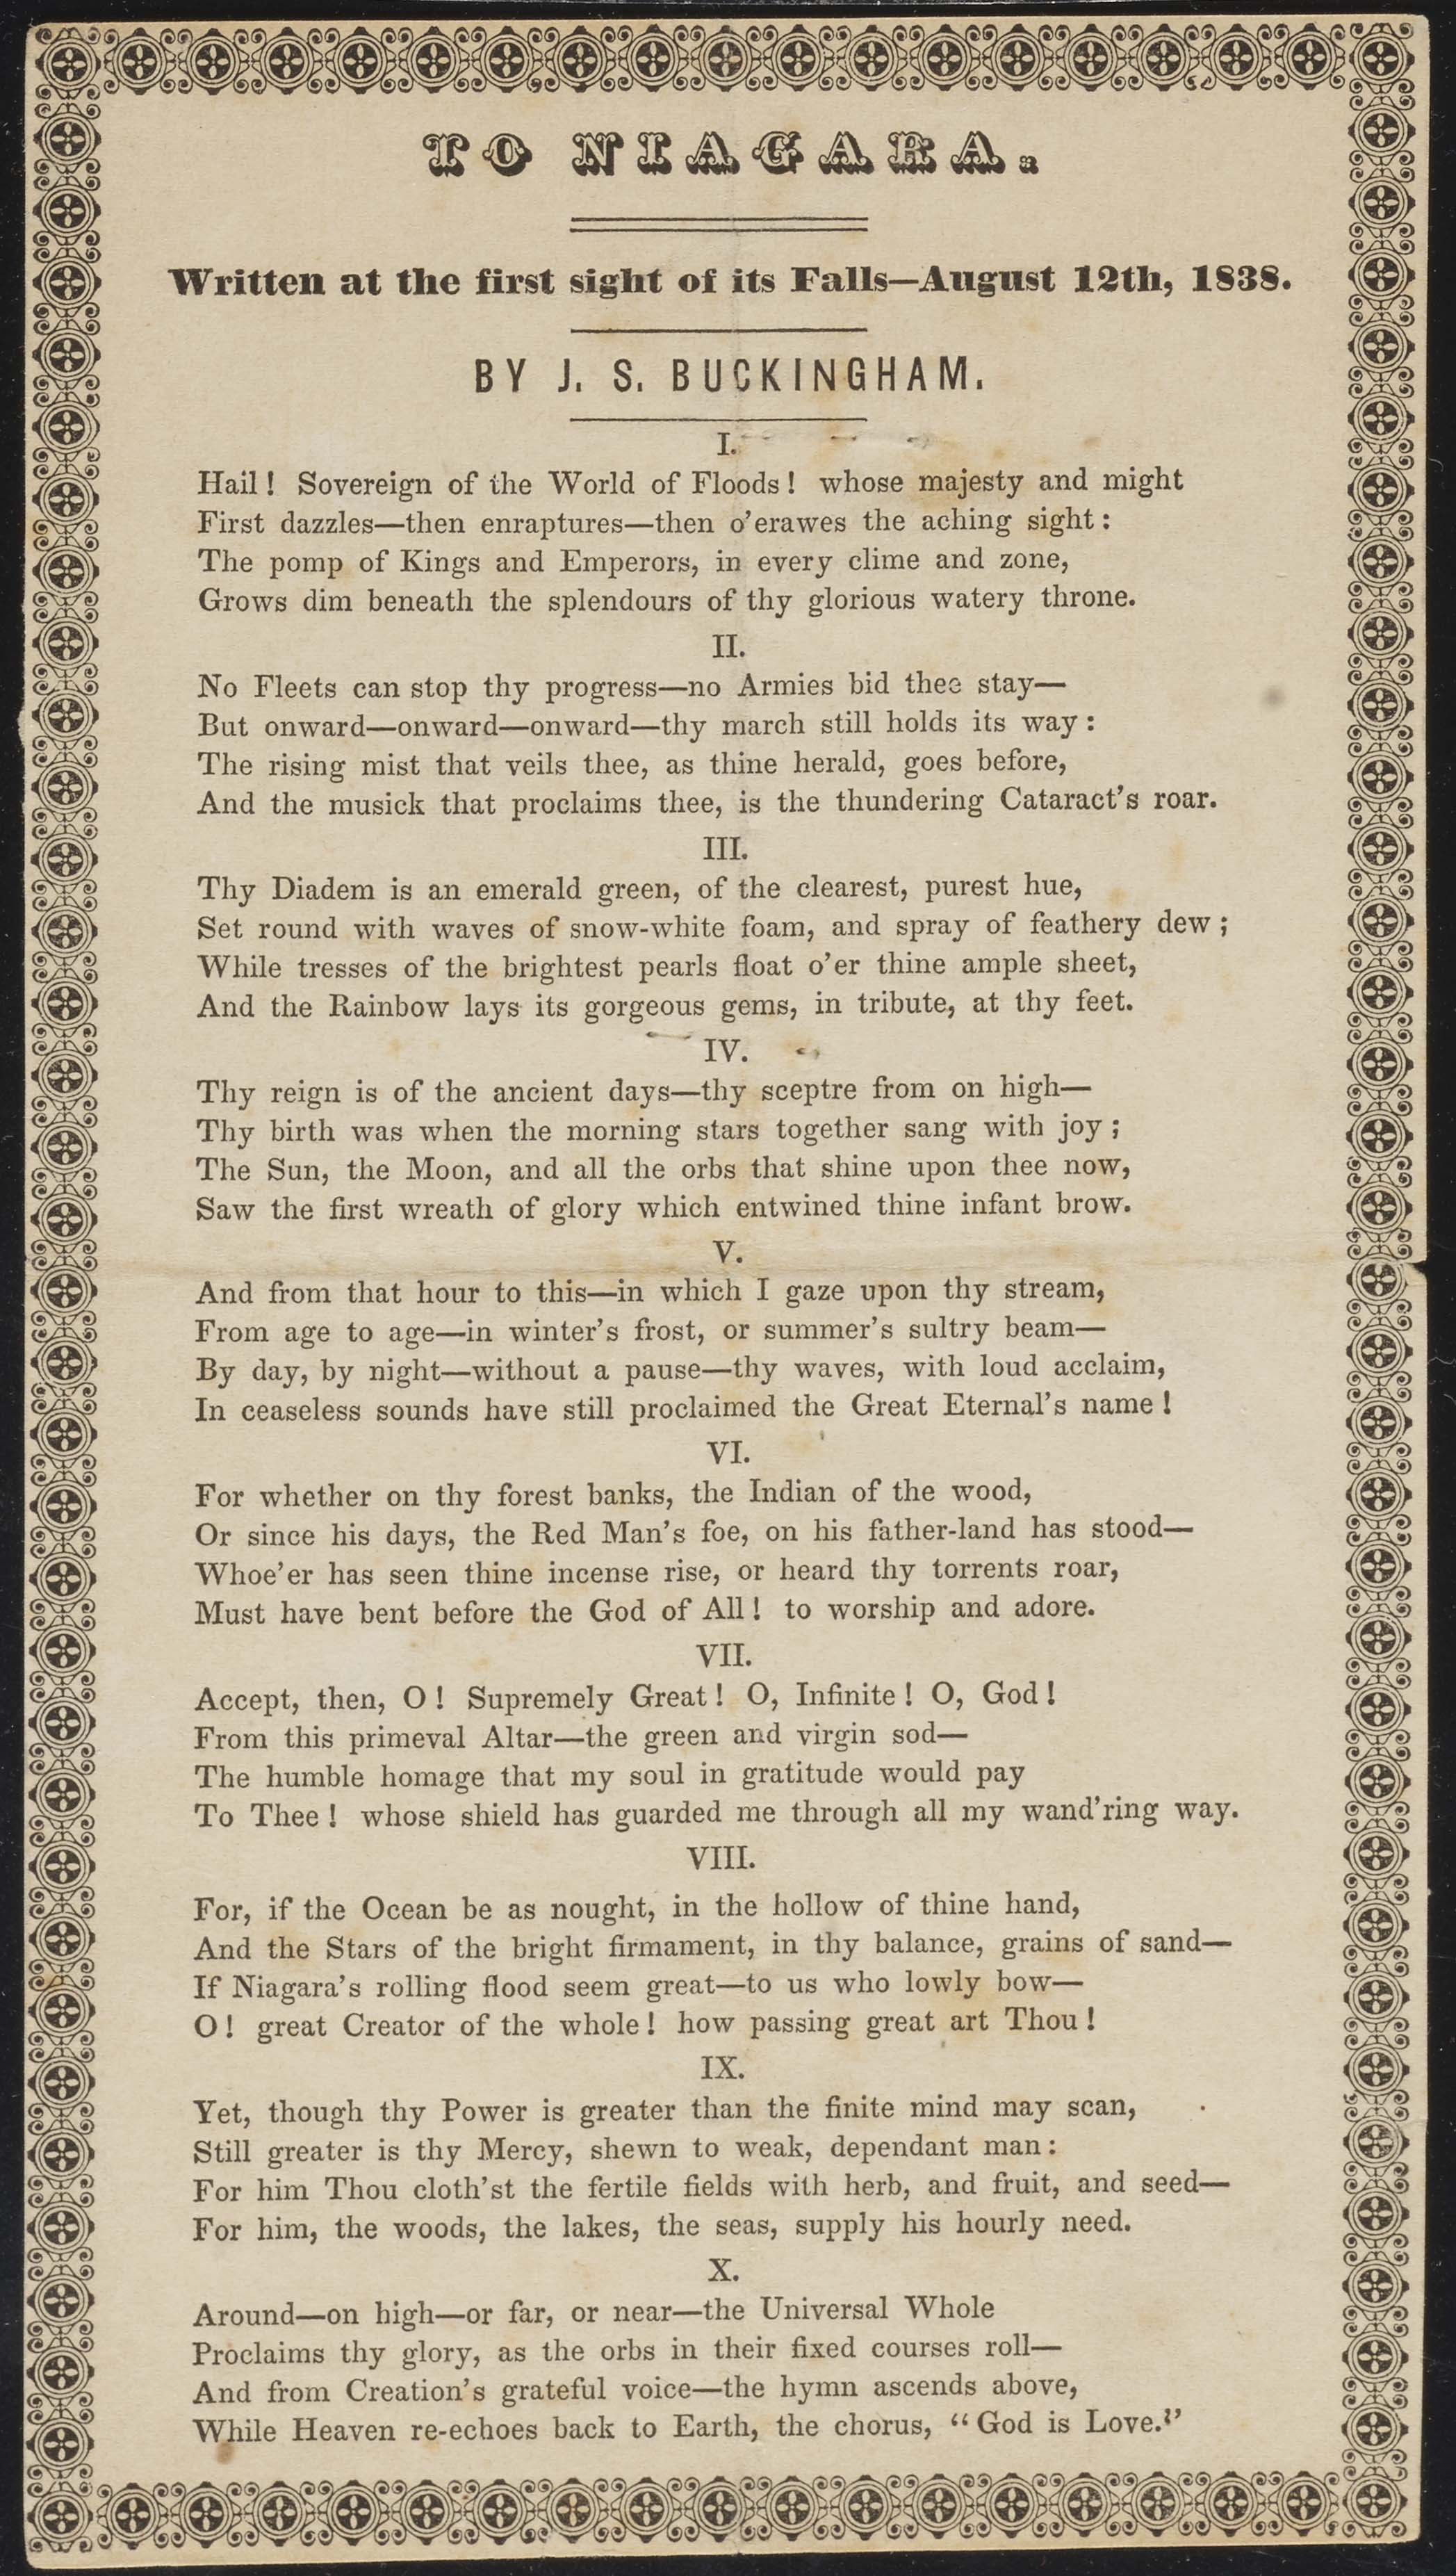 TO NIAGARA.
Written at the first sight of its Falls—August 12th, 1838.
BY J. S. BUCKINGHAM.
I.
Hail! Sovereign of the World of Floods! whose majesty and might
First dazzles—then enraptures—then o'erawes the aching sight:
The pomp of Kings and Emperors, in every clime and zone,
Grows dim beneath the splendours of thy glorious watery throne.
II.
No Fleets can stop thy progress—no Armies bid thee stay—
But onward—onward—onward—thy march still holds its way:
The rising mist that veils thee, as thine herald, goes before,
And the musick that proclaims thee, is the thundering Cataract's roar.
III.
Thy Diadem is an emerald green, of the clearest, purest hue,
Set round with waves of snow-white foam, and spray of feathery dew;
While tresses of the brightest pearls float o'er thine ample sheet,
And the Rainbow lays its gorgeous gems, in tribute, at thy feet.
IV.
Thy reign is of the ancient days—thy sceptre from on high—
Thy birth was when the morning stars together sang with joy;
The Sun, the Moon, and all the orbs that shine upon thee now,
Saw the first wreath of glory which entwined thine infant brow.
V.
And from that hour to this—in which I gaze upon thy stream,
From age to age—in winter's frost, or summer's sultry beam—
By day, by night—without a pause—thy waves, with loud acclaim,
In ceaseless sounds have still proclaimed the Great Eternal's name!
VI.
For whether on thy forest banks, the Indian of the wood,
Or since his days, the Red Man's foe, on his father-land has stood—
Whoe'er has seen thine incense rise, or heard thy torrents roar,
Must have bent before the God of All! to worship and adore.
VII.
Accept, then, O! Supremely Great! O, Infinite! O, God!
From this primeval Altar—the green and virgin sod—
The humble homage that my soul in gratitude would pay
To Thee! whose shield has guarded me through all my wand'ring way.
VIII.
For, if the Ocean be as nought, in the hollow of thine hand,
And the Stars of the bright firmament, in thy balance, grains of sand—
If Niagara's rolling flood seem great—to us who lowly bow—
O! great Creator of the whole! how passing great art Thou!
IX.
Yet, though thy Power is greater than the finite mind may scan,
Still greater is thy Mercy, shewn to weak, dependant man:
For him Thou cloth'st the fertile fields with herb, and fruit, and seed—
For him, the woods, the lakes, the seas, supply his hourly need.
X.
Around—on high—or far, or near—the Universal Whole
Proclaims thy glory, as the orbs in their fixed courses roll—
And from Creation's grateful voice—the hymn ascends above,
While Heaven re-echoes back to Earth, the chorus, "God is Love."